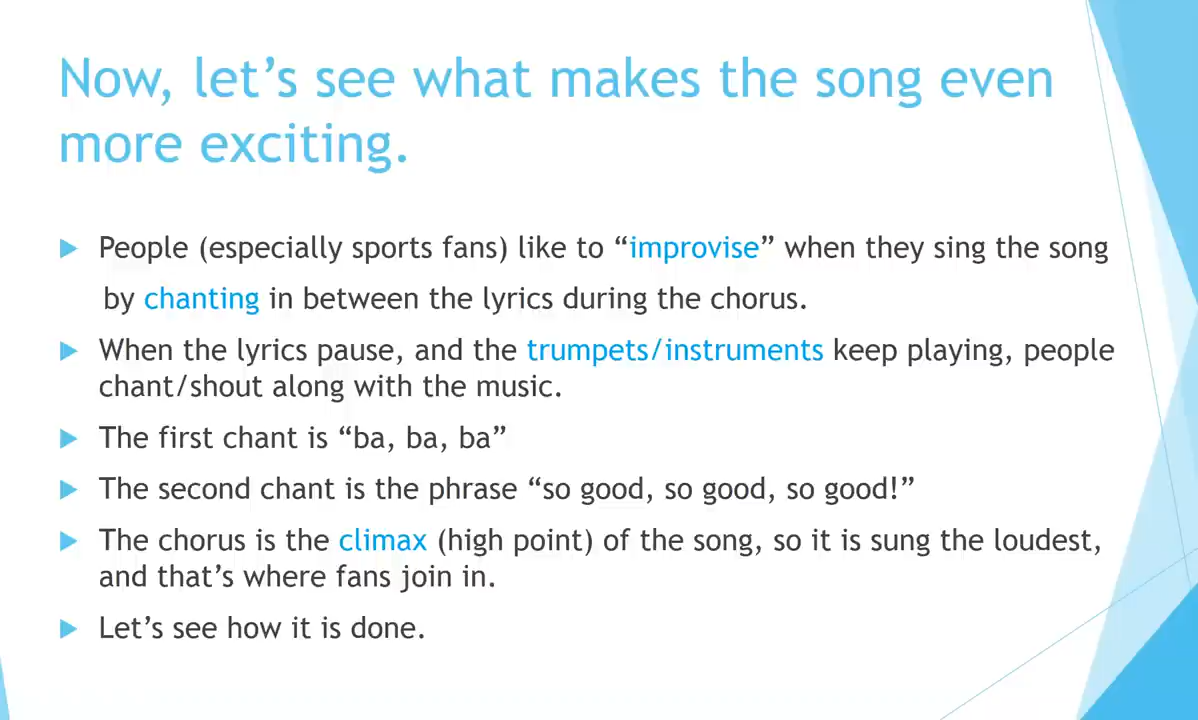 Now, let’s see what makes the song even
more exciting.
People (especially sports fans) like to “improvise” when they sing the song
by chanting in between the lyrics during the chorus.
When the lyrics pause, and the trumpets/instruments keep playing, people
chant/shout along with the music.
The first chant is “ba, ba, ba”
The second chant is the phrase “so good, so good, so good!”
The chorus is the climax (high point) of the song, so it is sung the loudest,
and that’s where fans join in.
Let’s see how it is done.